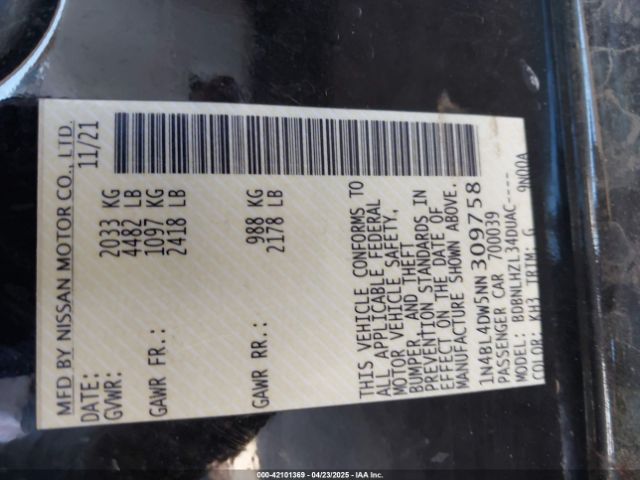 MFD BY NISSAN MOTOR CO., LTD.
DATE: 11/21
GVWR: 2033 KG
4482 LB
GAWR FR.: 1097 KG
2418 LB
GAWR RR.: 988 KG
2178 LB
THIS VEHICLE CONFORMS TO
ALL APPLICABLE FEDERAL
MOTOR VEHICLE SAFETY,
BUMPER, AND THEFT
PREVENTION STANDARDS IN
EFFECT ON THE DATE OF
MANUFACTURE SHOWN ABOVE.
1N4BL4DW5NN309758
PASSENGER CAR 700039
MODEL: BDBNLHZL34DUAC----
COLOR: KH3 TRIM: G 9N00A
000-42101369 | 04/23/2025 | IAA Inc.